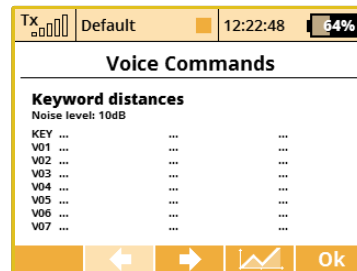 Tx Default 12:22:48 64%
Voice Commands
Keyword distances
Noise level: 10dB
KEY ... ... ...
V01 ... ... ...
V02 ... ... ...
V03 ... ... ...
V04 ... ... ...
V05 ... ... ...
V06 ... ... ...
V07 ... ... ...
Ok